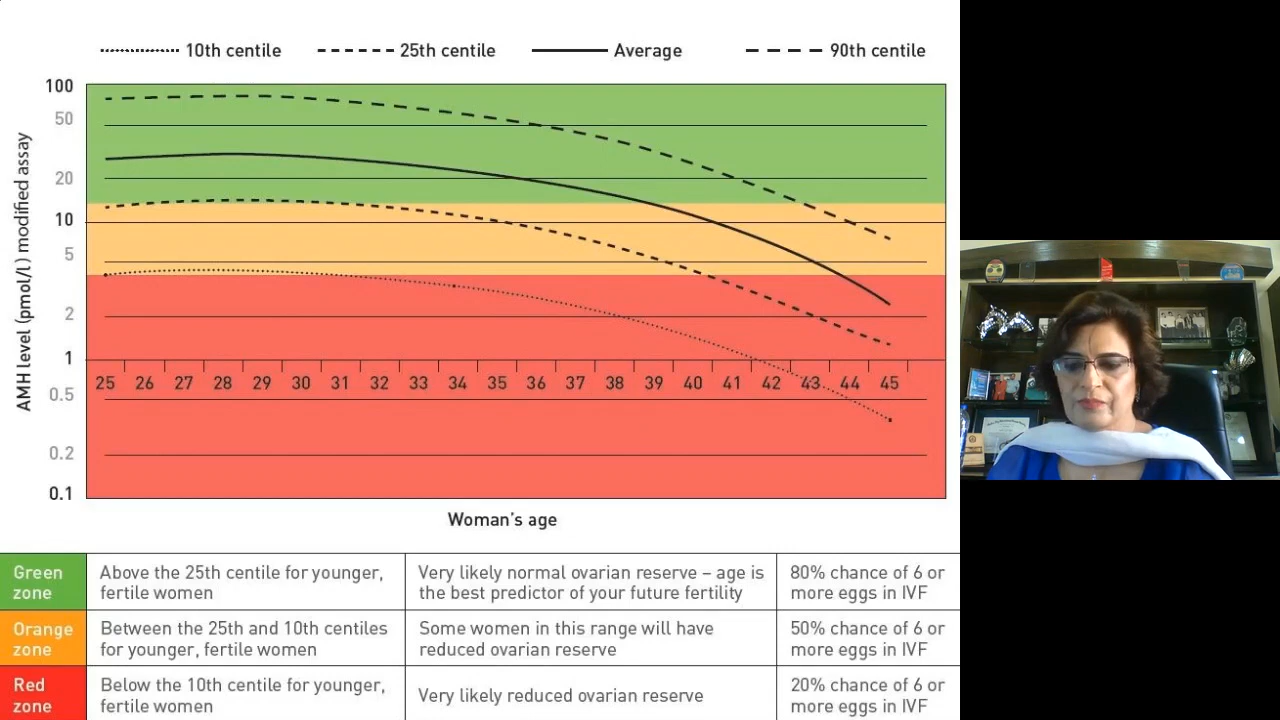 10th centile
25th centile
Average
90th centile
AMH level (pmol/l) modified assay
100
50
20
10
5
2
1
0.5
0.2
0.1
25 26 27 28 29 30 31 32 33 34 35 36 37 38 39 40 41 42 43 44 45
Woman's age
Green
zone
Above the 25th centile for younger,
fertile women
Very likely normal ovarian reserve – age is
the best predictor of your future fertility
80% chance of 6 or
more eggs in IVF
Orange
zone
Between the 25th and 10th centiles
for younger, fertile women
Some women in this range will have
reduced ovarian reserve
50% chance of 6 or
more eggs in IVF
Red
zone
Below the 10th centile for younger,
fertile women
Very likely reduced ovarian reserve
20% chance of 6 or
more eggs in IVF